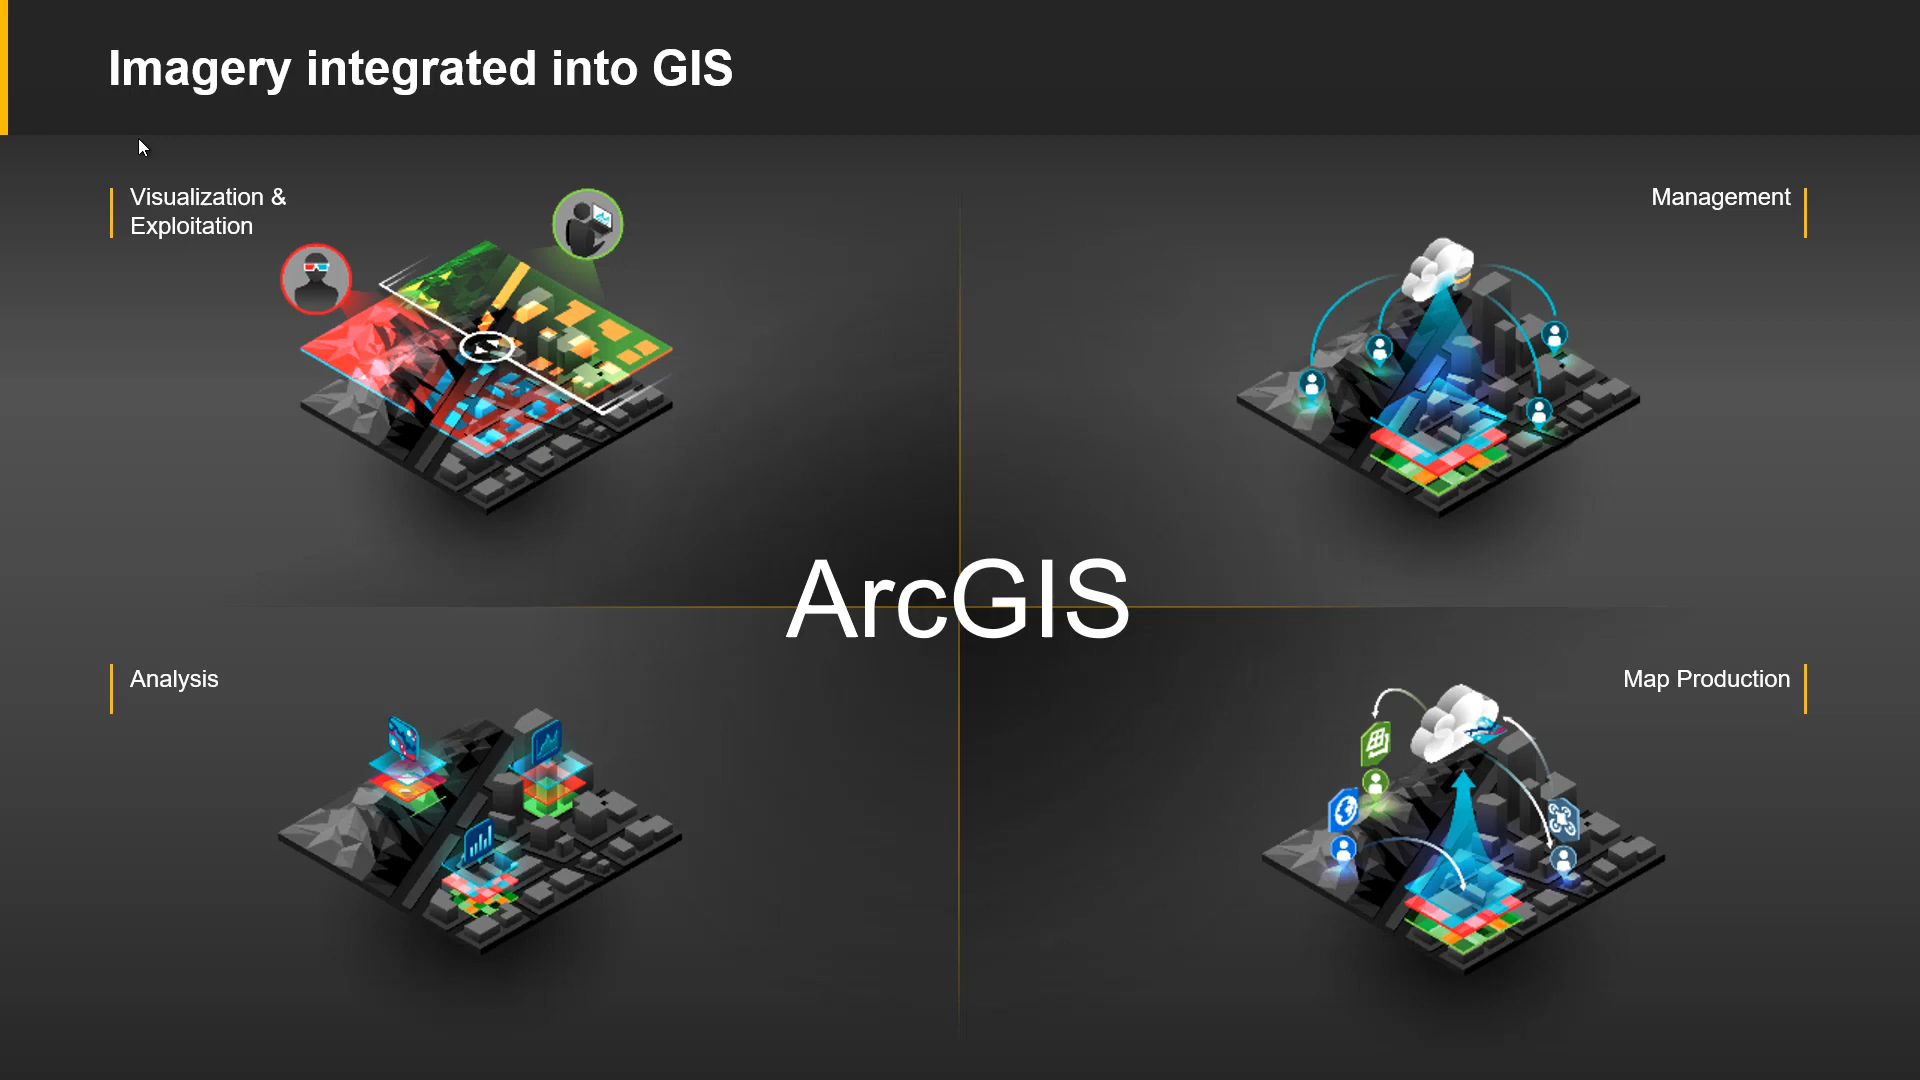 Imagery integrated into GIS
Visualization &
Exploitation
Management
ArcGIS
Analysis
Map Production